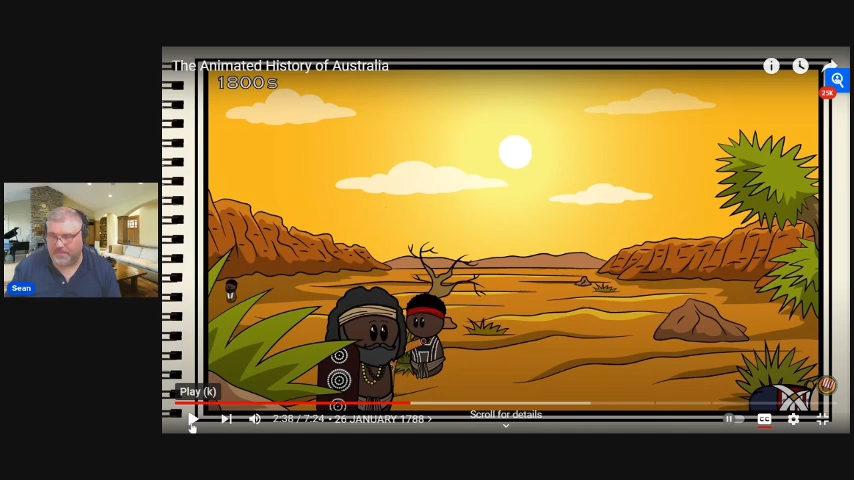 The Animated History of Australia
1800s
25K
Sean
Play (k)
2:38 / 7:24 • 26 JANUARY 1788 >
Scroll for details
CC